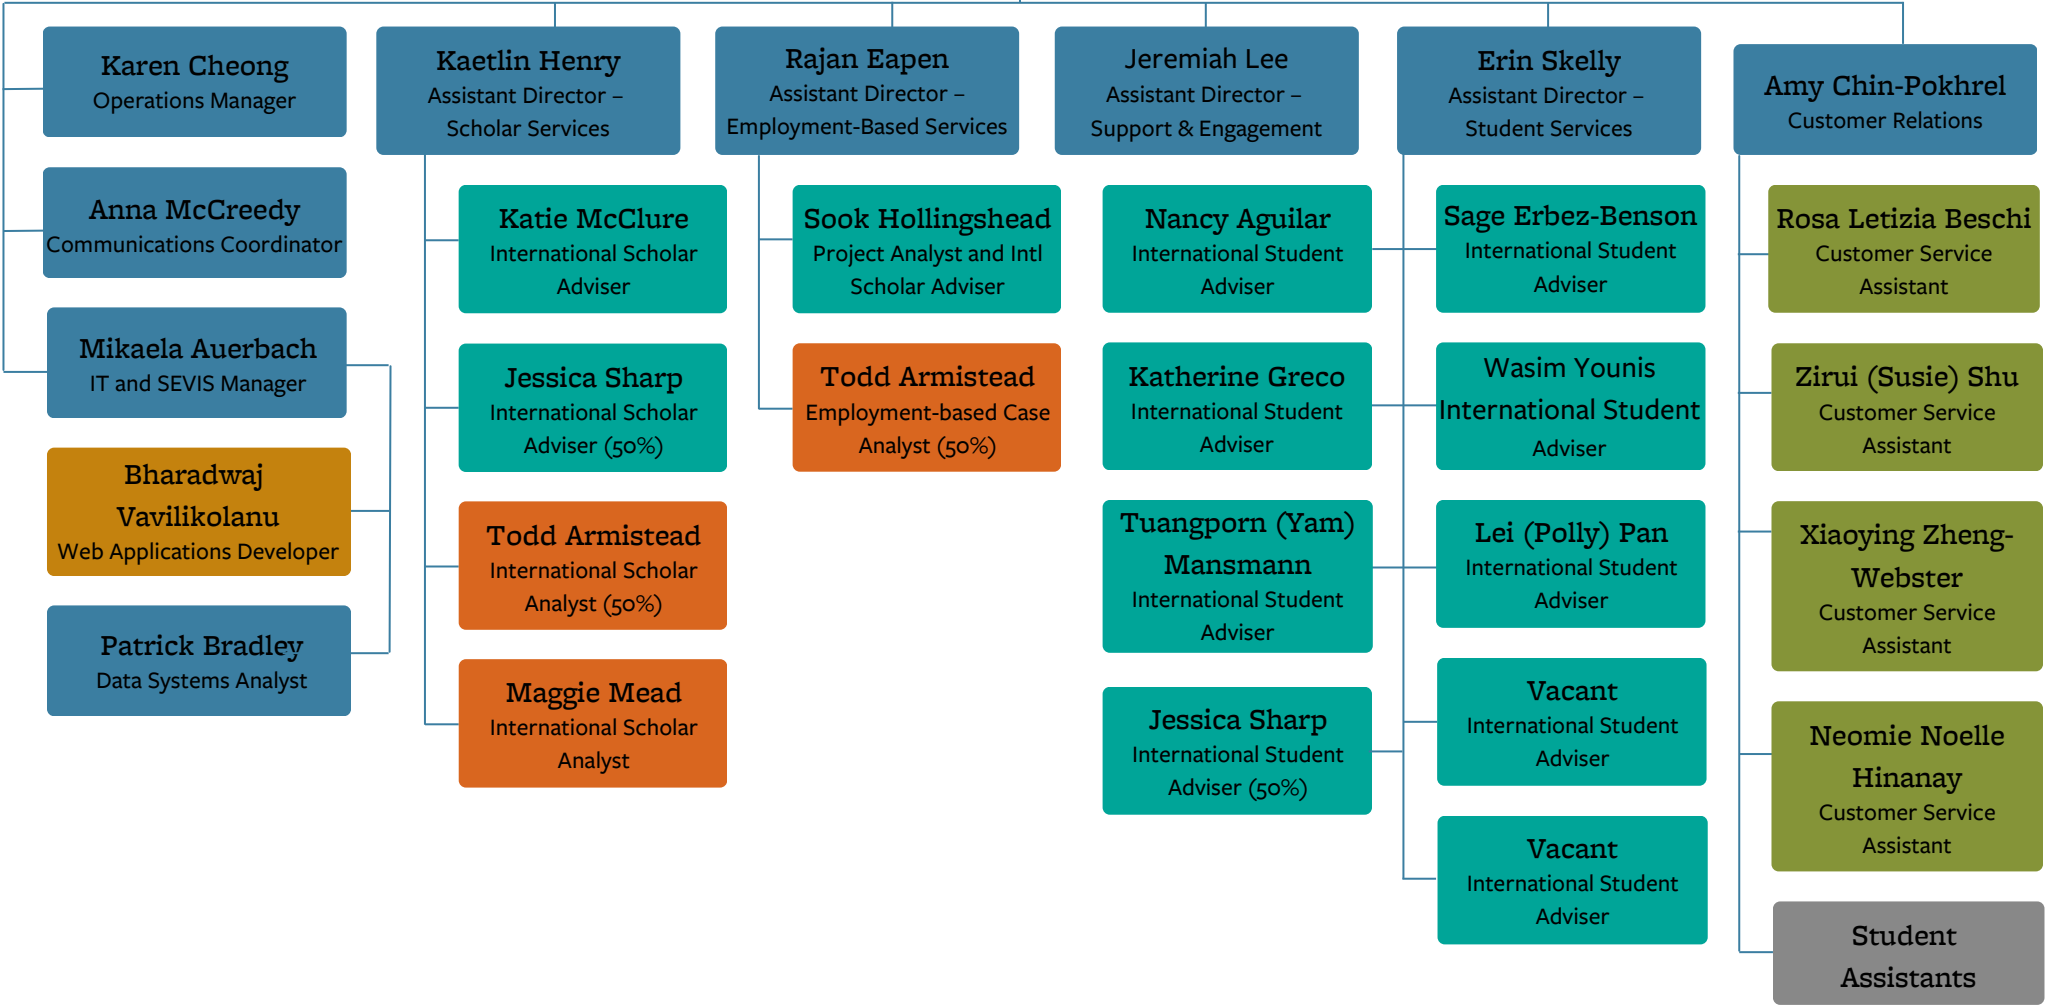 Karen Cheong
Operations Manager
Anna McCreedy
Communications Coordinator
Mikaela Auerbach
IT and SEVIS Manager
Bharadwaj
Vavilikolanu
Web Applications Developer
Patrick Bradley
Data Systems Analyst
Kaetlin Henry
Assistant Director –
Scholar Services
Katie McClure
International Scholar
Adviser
Jessica Sharp
International Scholar
Adviser (50%)
Todd Armistead
International Scholar
Analyst (50%)
Maggie Mead
International Scholar
Analyst
Rajan Eapen
Assistant Director –
Employment-Based Services
Sook Hollingshead
Project Analyst and Intl
Scholar Adviser
Todd Armistead
Employment-based Case
Analyst (50%)
Jeremiah Lee
Assistant Director –
Support & Engagement
Erin Skelly
Assistant Director –
Student Services
Nancy Aguilar
International Student
Adviser
Katherine Greco
International Student
Adviser
Tuangporn (Yam)
Mansmann
International Student
Adviser
Jessica Sharp
International Student
Adviser (50%)
Sage Erbez-Benson
International Student
Adviser
Wasim Younis
International Student
Adviser
Lei (Polly) Pan
International Student
Adviser
Vacant
International Student
Adviser
Vacant
International Student
Adviser
Amy Chin-Pokhrel
Customer Relations
Rosa Letizia Beschi
Customer Service
Assistant
Zirui (Susie) Shu
Customer Service
Assistant
Xiaoying Zheng-
Webster
Customer Service
Assistant
Neomie Noelle
Hinanay
Customer Service
Assistant
Student
Assistants